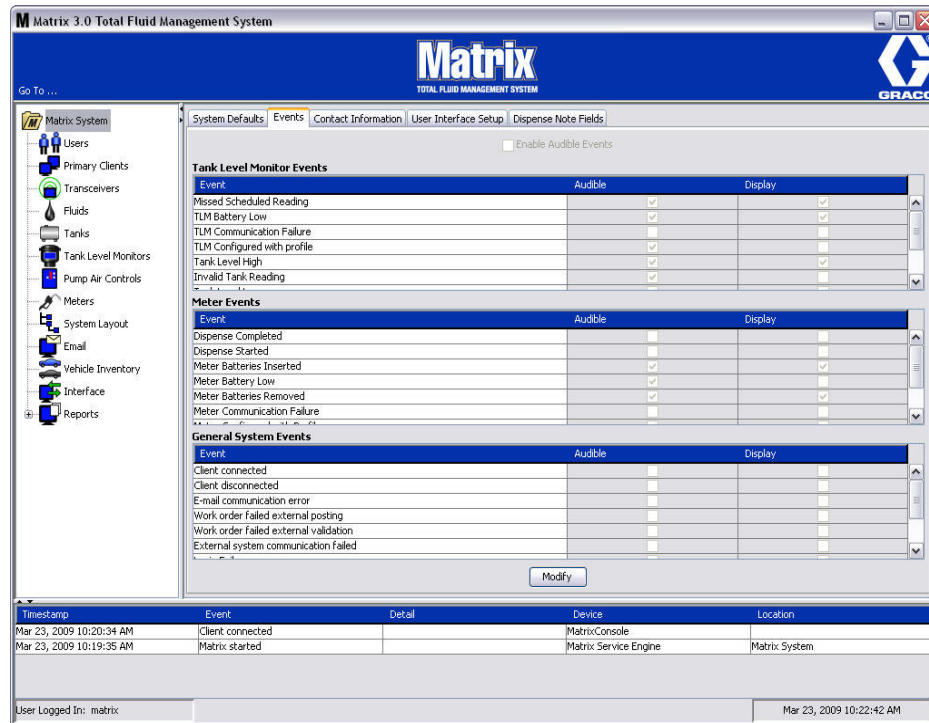 Matrix 3.0 Total Fluid Management System
Matrix
TOTAL FLUID MANAGEMENT SYSTEM
Go To ...
GRACO
Matrix System
Users
Primary Clients
Transceivers
Fluids
Tanks
Tank Level Monitors
Pump Air Controls
Meters
System Layout
Email
Vehicle Inventory
Interface
Reports
System Defaults Events Contact Information User Interface Setup Dispense Note Fields
Enable Audible Events
Tank Level Monitor Events
Event Audible Display
Missed Scheduled Reading
TLM Battery Low
TLM Communication Failure
TLM Configured with profile
Tank Level High
Invalid Tank Reading
Meter Events
Event Audible Display
Dispense Completed
Dispense Started
Meter Batteries Inserted
Meter Battery Low
Meter Batteries Removed
Meter Communication Failure
General System Events
Event Audible Display
Client connected
Client disconnected
E-mail communication error
Work order failed external posting
Work order failed external validation
External system communication failed
Modify
Timestamp Event Detail Device Location
Mar 23, 2009 10:20:34 AM Client connected MatrixConsole
Mar 23, 2009 10:19:35 AM Matrix started Matrix Service Engine Matrix System
User Logged In: matrix Mar 23, 2009 10:22:42 AM